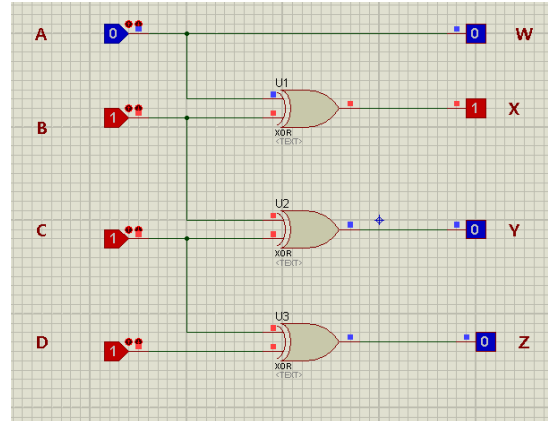 A 0 0 W
U1
B 1 1 X
XOR
<TEXT>
U2
C 1 0 Y
XOR
<TEXT>
U3
D 1 0 Z
XOR
<TEXT>